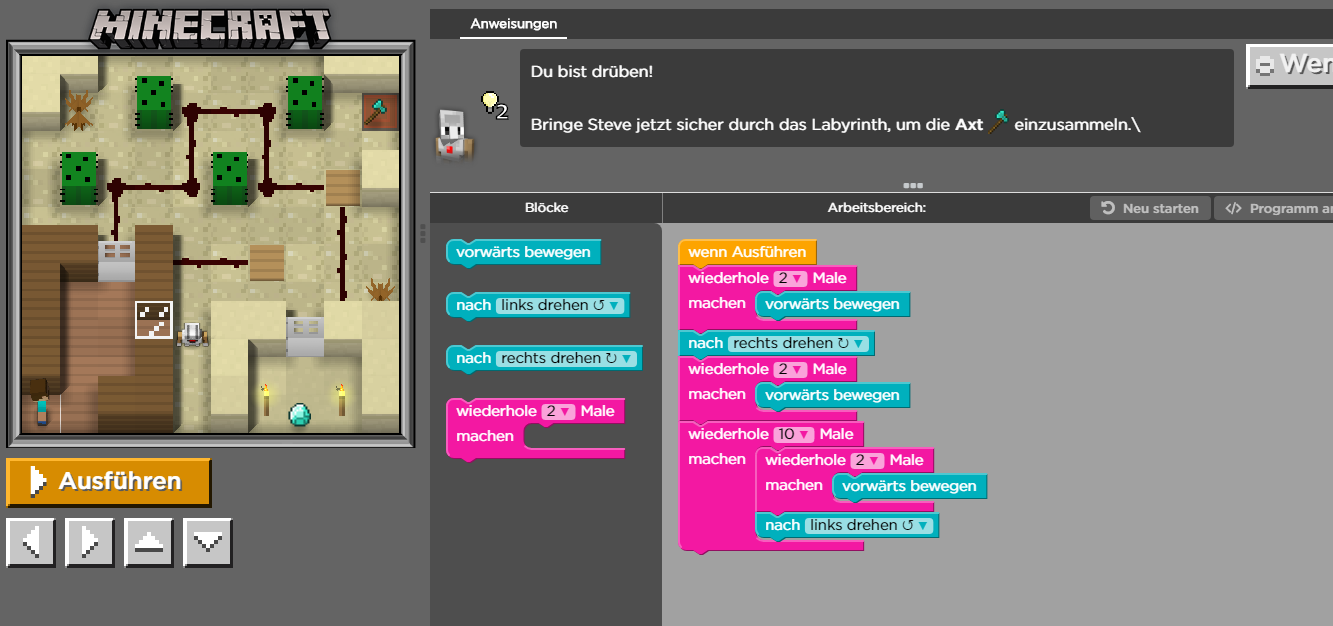 MINECRAFT
Anweisungen
Du bist drüben!
2
Bringe Steve jetzt sicher durch das Labyrinth, um die Axt einzusammeln.\
Wer
Blöcke
Arbeitsbereich:
Neu starten
</> Programm an
vorwärts bewegen
nach links drehen ↺ ▼
nach rechts drehen ↻ ▼
wiederhole 2 ▼ Male
machen
wenn Ausführen
wiederhole 2 ▼ Male
machen vorwärts bewegen
nach rechts drehen ↻ ▼
wiederhole 2 ▼ Male
machen vorwärts bewegen
wiederhole 10 ▼ Male
machen wiederhole 2 ▼ Male
machen vorwärts bewegen
nach links drehen ↺ ▼
Ausführen